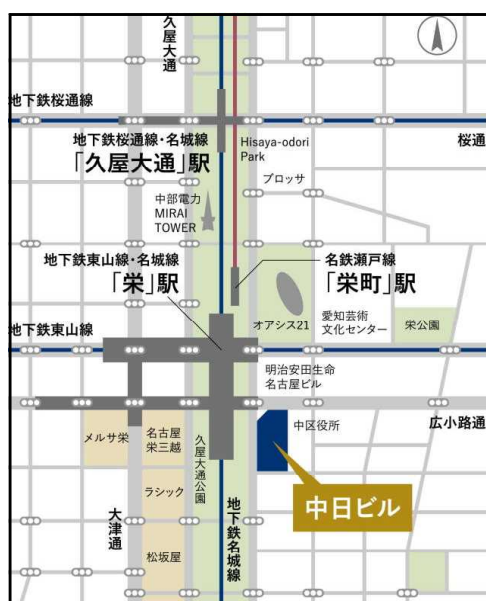 久屋大通
地下鉄桜通線
地下鉄桜通線・名城線
「久屋大通」駅
Hisaya-odori
Park
桜通
ブロッサ
中部電力
MIRAI
TOWER
地下鉄東山線・名城線
「栄」駅
名鉄瀬戸線
「栄町」駅
オアシス21
愛知芸術
文化センター
栄公園
地下鉄東山線
明治安田生命
名古屋ビル
広小路通
メルサ栄
名古屋
栄三越
久屋大通公園
中区役所
ラシック
中日ビル
大津通
地下鉄名城線
松坂屋